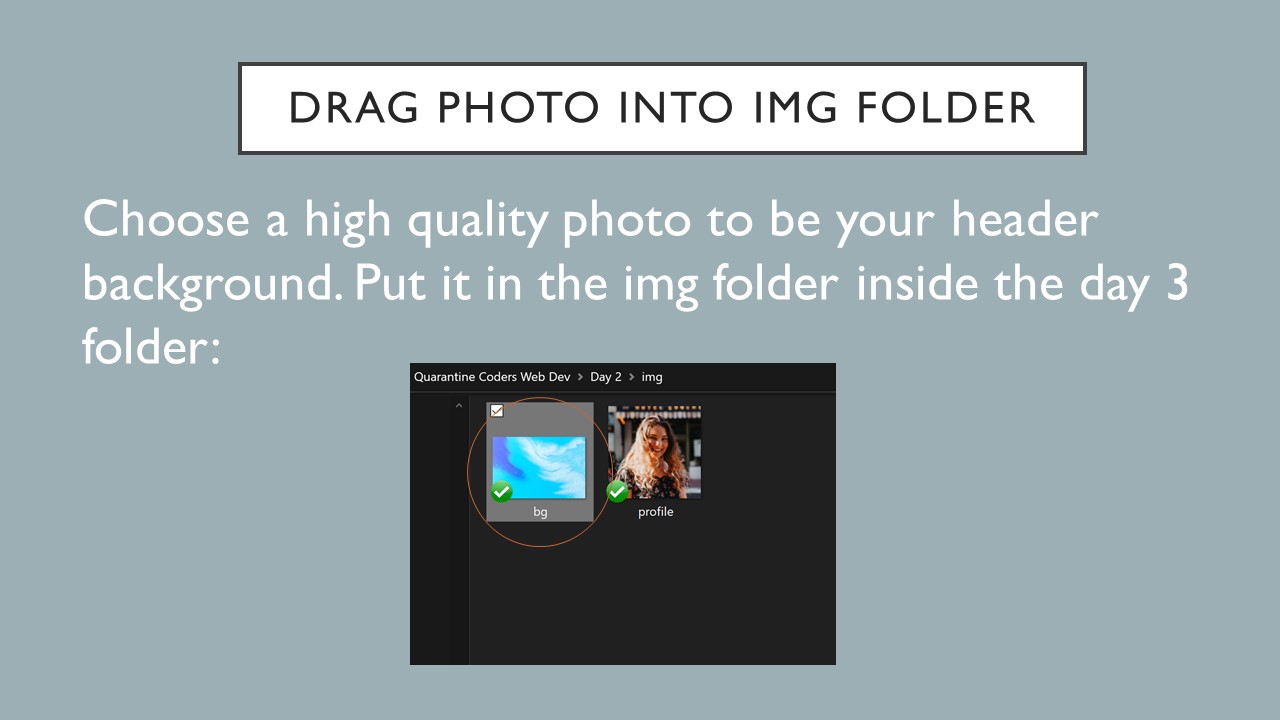 DRAG PHOTO INTO IMG FOLDER
Choose a high quality photo to be your header
background. Put it in the img folder inside the day 3
folder:
Quarantine Coders Web Dev > Day 2 > img
bg
profile